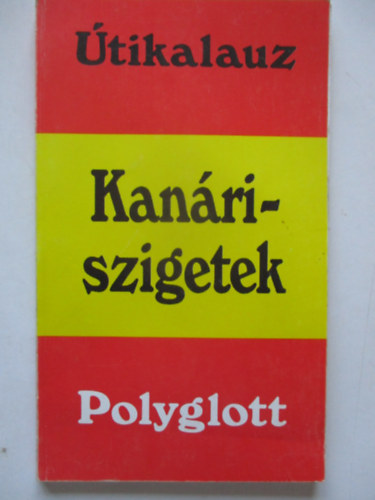 Útikalauz
Kanári-
szigetek
Polyglott